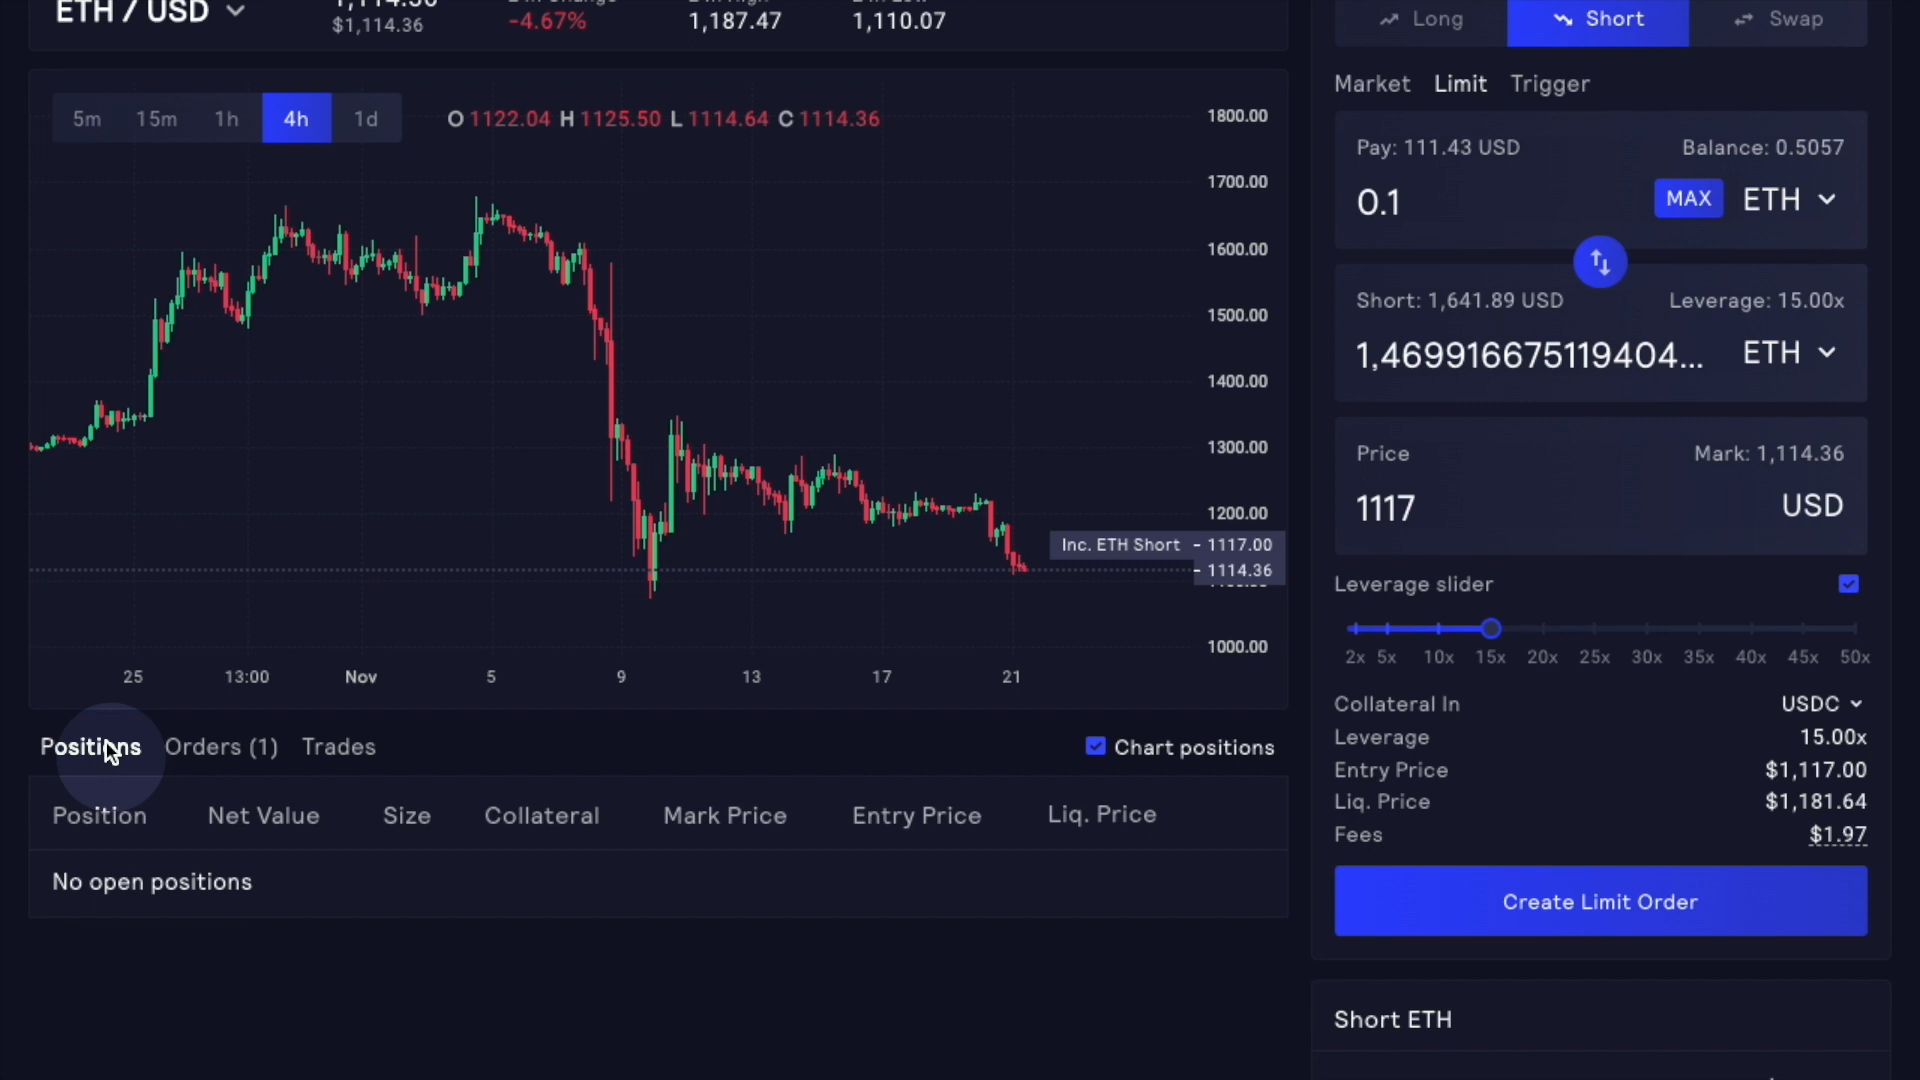 ETH / USD
$1,114.36
-4.67%
1,187.47
1,110.07
5m 15m 1h 4h 1d
O 1122.04 H 1125.50 L 1114.64 C 1114.36
1800.00
1700.00
1600.00
1500.00
1400.00
1300.00
1200.00
Inc. ETH Short - 1117.00
- 1114.36
1000.00
25 13:00 Nov 5 9 13 17 21
Positions Orders (1) Trades
Chart positions
Position Net Value Size Collateral Mark Price Entry Price Liq. Price
No open positions
Long Short Swap
Market Limit Trigger
Pay: 111.43 USD Balance: 0.5057
0.1 MAX ETH
Short: 1,641.89 USD Leverage: 15.00x
1,469916675119404... ETH
Price Mark: 1,114.36
1117 USD
Leverage slider
2x 5x 10x 15x 20x 25x 30x 35x 40x 45x 50x
Collateral In USDC
Leverage 15.00x
Entry Price $1,117.00
Liq. Price $1,181.64
Fees $1.97
Create Limit Order
Short ETH